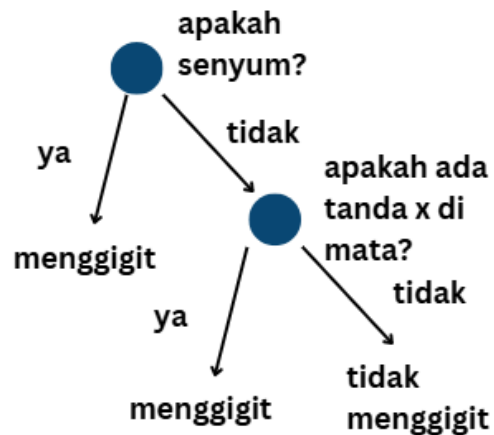 apakah
senyum?
ya
tidak
apakah ada
tanda x di
mata?
menggigit
tidak
ya
tidak
menggigit
menggigit